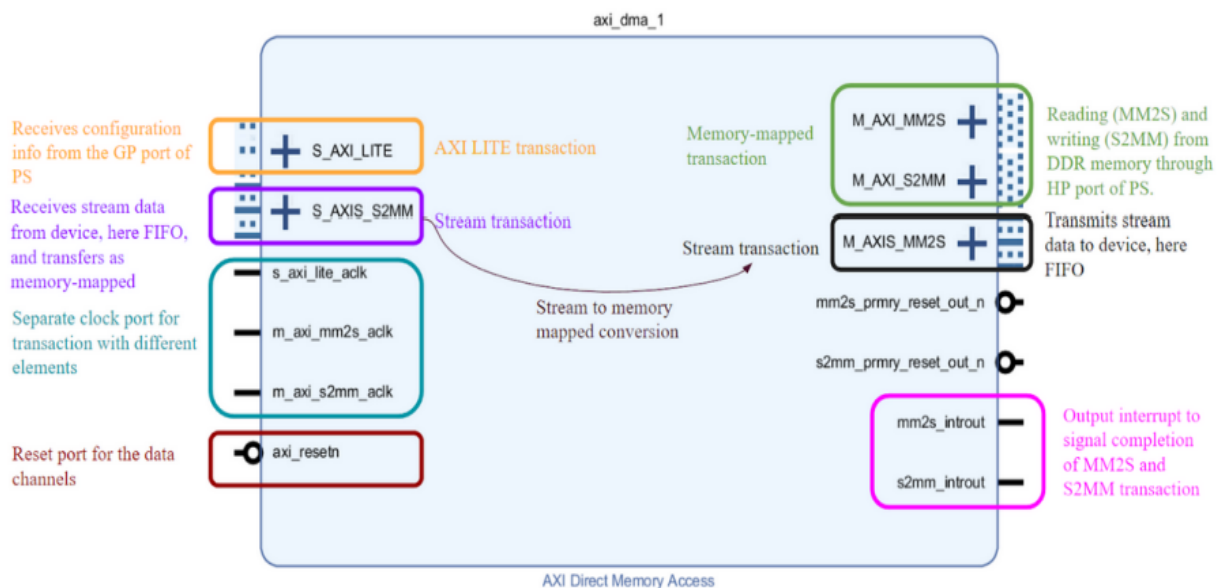 axi_dma_1
Receives configuration
info from the GP port of
PS
S_AXI_LITE
AXI LITE transaction
Receives stream data
from device, here FIFO,
and transfers as
memory-mapped
S_AXIS_S2MM
Stream transaction
s_axi_lite_aclk
Separate clock port for
transaction with different
elements
m_axi_mm2s_aclk
m_axi_s2mm_aclk
Reset port for the data
channels
axi_resetn
Stream to memory
mapped conversion
Memory-mapped
transaction
M_AXI_MM2S
M_AXI_S2MM
Reading (MM2S) and
writing (S2MM) from
DDR memory through
HP port of PS.
Stream transaction
M_AXIS_MM2S
Transmits stream
data to device, here
FIFO
mm2s_prmry_reset_out_n
s2mm_prmry_reset_out_n
mm2s_introut
s2mm_introut
Output interrupt to
signal completion
of MM2S and
S2MM transaction
AXI Direct Memory Access